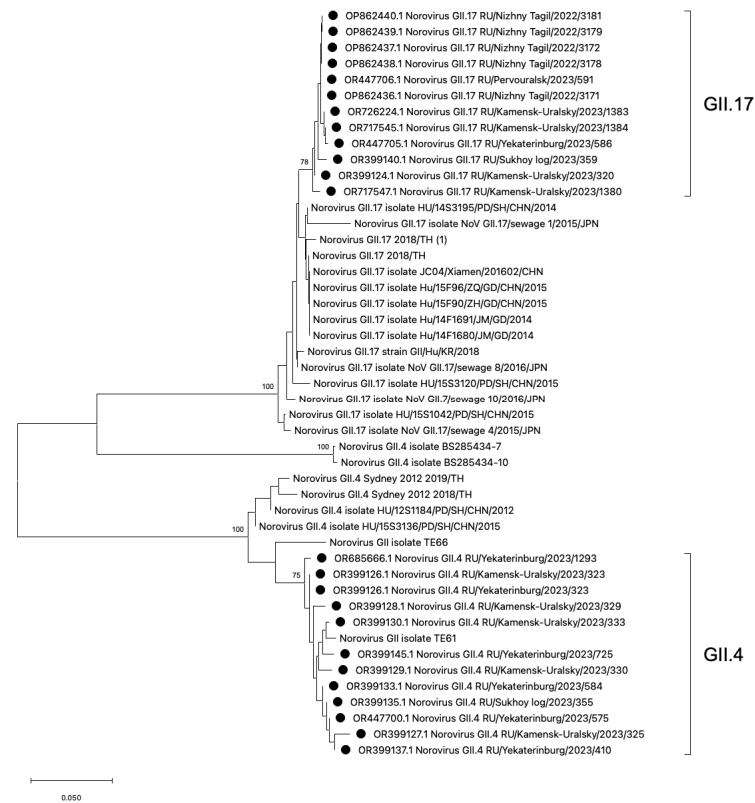 OP862440.1 Norovirus GII.17 RU/Nizhny Tagil/2022/3181
OP862439.1 Norovirus GII.17 RU/Nizhny Tagil/2022/3179
OP862437.1 Norovirus GII.17 RU/Nizhny Tagil/2022/3172
OP862438.1 Norovirus GII.17 RU/Nizhny Tagil/2022/3178
OR447706.1 Norovirus GII.17 RU/Pervouralsk/2023/591
OP862436.1 Norovirus GII.17 RU/Nizhny Tagil/2022/3171
GII.17
OR726224.1 Norovirus GII.17 RU/Kamensk-Uralsky/2023/1383
OR717545.1 Norovirus GII.17 RU/Kamensk-Uralsky/2023/1384
OR447705.1 Norovirus GII.17 RU/Yekaterinburg/2023/586
78
OR399140.1 Norovirus GII.17 RU/Sukhoy log/2023/359
OR399124.1 Norovirus GII.17 RU/Kamensk-Uralsky/2023/320
OR717547.1 Norovirus GII.17 RU/Kamensk-Uralsky/2023/1380
Norovirus GII.17 isolate HU/14S3195/PD/SH/CHN/2014
Norovirus GII.17 isolate NoV GII.17/sewage 1/2015/JPN
Norovirus GII.17 2018/TH (1)
Norovirus GII.17 2018/TH
Norovirus GII.17 isolate JC04/Xiamen/201602/CHN
Norovirus GII.17 isolate Hu/15F96/ZQ/GD/CHN/2015
Norovirus GII.17 isolate Hu/15F90/ZH/GD/CHN/2015
Norovirus GII.17 isolate Hu/14F1691/JM/GD/2014
Norovirus GII.17 isolate Hu/14F1680/JM/GD/2014
Norovirus GII.17 strain GII/Hu/KR/2018
Norovirus GII.17 isolate NoV GII.17/sewage 8/2016/JPN
100
Norovirus GII.17 isolate HU/15S3120/PD/SH/CHN/2015
Norovirus GII.17 isolate NoV GII.7/sewage 10/2016/JPN
Norovirus GII.17 isolate HU/15S1042/PD/SH/CHN/2015
Norovirus GII.17 isolate NoV GII.17/sewage 4/2015/JPN
100
Norovirus GII.4 isolate BS285434-7
Norovirus GII.4 isolate BS285434-10
Norovirus GII.4 Sydney 2012 2019/TH
Norovirus GII.4 Sydney 2012 2018/TH
Norovirus GII.4 isolate HU/12S1184/PD/SH/CHN/2012
100
Norovirus GII.4 isolate HU/15S3136/PD/SH/CHN/2015
Norovirus GII isolate TE66
OR685666.1 Norovirus GII.4 RU/Yekaterinburg/2023/1293
75
OR399126.1 Norovirus GII.4 RU/Kamensk-Uralsky/2023/323
OR399126.1 Norovirus GII.4 RU/Yekaterinburg/2023/323
OR399128.1 Norovirus GII.4 RU/Kamensk-Uralsky/2023/329
OR399130.1 Norovirus GII.4 RU/Kamensk-Uralsky/2023/333
Norovirus GII isolate TE61
OR399145.1 Norovirus GII.4 RU/Yekaterinburg/2023/725
GII.4
OR399129.1 Norovirus GII.4 RU/Kamensk-Uralsky/2023/330
OR399133.1 Norovirus GII.4 RU/Yekaterinburg/2023/584
OR399135.1 Norovirus GII.4 RU/Sukhoy log/2023/355
OR447700.1 Norovirus GII.4 RU/Yekaterinburg/2023/575
OR399127.1 Norovirus GII.4 RU/Kamensk-Uralsky/2023/325
OR399137.1 Norovirus GII.4 RU/Yekaterinburg/2023/410
0.050